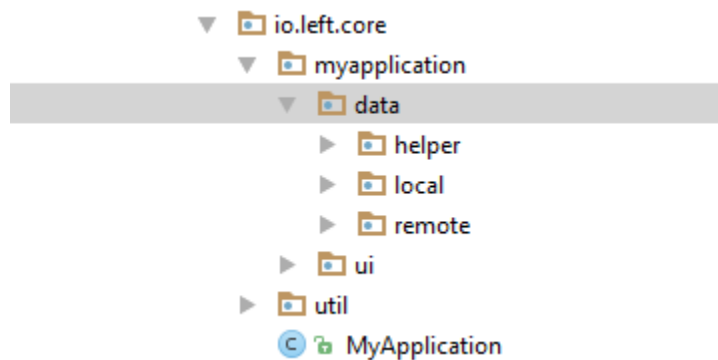 io.left.core
myapplication
data
helper
local
remote
ui
util
C MyApplication